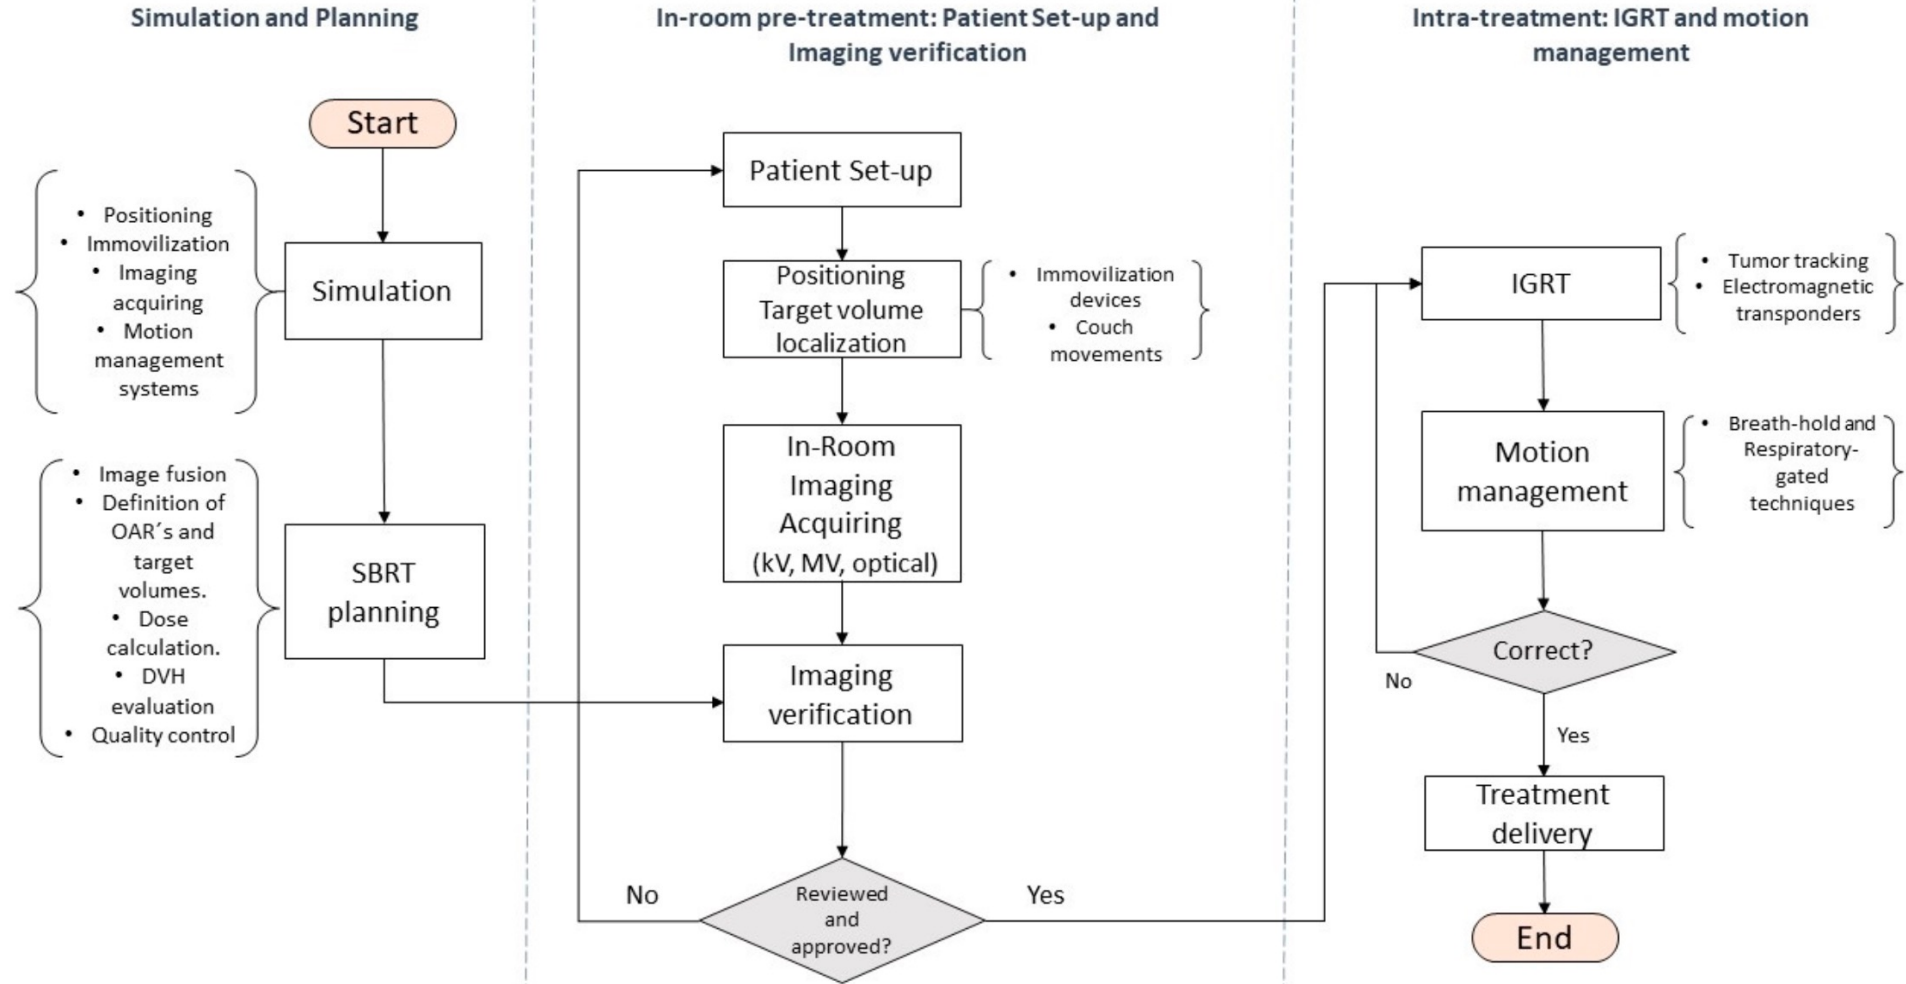 Simulation and Planning
Start
• Positioning
• Immovilization
• Imaging
acquiring
• Motion
management
systems
Simulation
• Image fusion
• Definition of
OAR´s and
target
volumes.
• Dose
calculation.
• DVH
evaluation
• Quality control
SBRT
planning
In-room pre-treatment: Patient Set-up and
Imaging verification
Patient Set-up
Positioning
Target volume
localization
• Immovilization
devices
• Couch
movements
In-Room
Imaging
Acquiring
(kV, MV, optical)
Imaging
verification
No
Reviewed
and
approved?
Yes
Intra-treatment: IGRT and motion
management
IGRT
• Tumor tracking
• Electromagnetic
transponders
Motion
management
• Breath-hold and
Respiratory-
gated
techniques
Correct?
No
Yes
Treatment
delivery
End